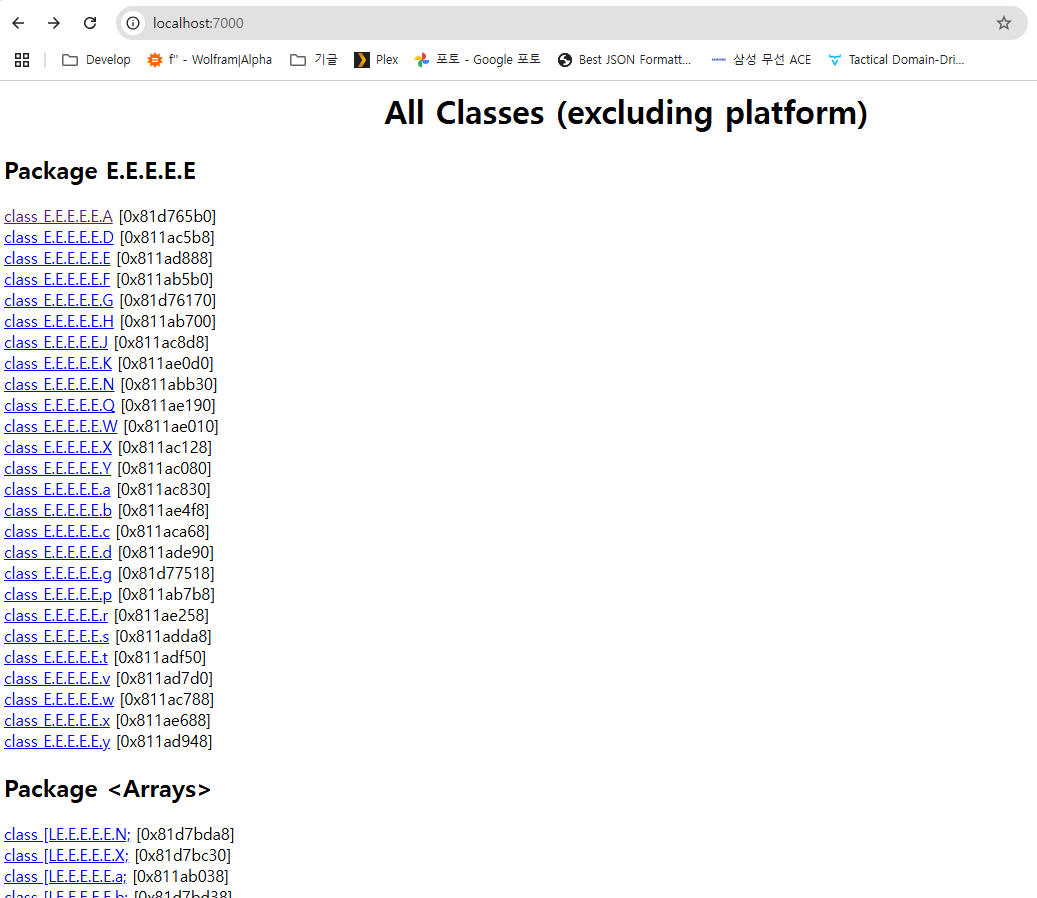 localhost:7000
Develop f" - Wolfram|Alpha 기글 Plex 포토 - Google 포토 Best JSON Formatt... 삼성 무선 ACE Tactical Domain-Dri...
All Classes (excluding platform)
Package E.E.E.E.E
class E.E.E.E.E.A [0x81d765b0]
class E.E.E.E.E.D [0x811ac5b8]
class E.E.E.E.E.E [0x811ad888]
class E.E.E.E.E.F [0x811ab5b0]
class E.E.E.E.E.G [0x81d76170]
class E.E.E.E.E.H [0x811ab700]
class E.E.E.E.E.J [0x811ac8d8]
class E.E.E.E.E.K [0x811ae0d0]
class E.E.E.E.E.N [0x811abb30]
class E.E.E.E.E.Q [0x811ae190]
class E.E.E.E.E.W [0x811ae010]
class E.E.E.E.E.X [0x811ac128]
class E.E.E.E.E.Y [0x811ac080]
class E.E.E.E.E.a [0x811ac830]
class E.E.E.E.E.b [0x811ae4f8]
class E.E.E.E.E.c [0x811aca68]
class E.E.E.E.E.d [0x811ade90]
class E.E.E.E.E.g [0x81d77518]
class E.E.E.E.E.p [0x811ab7b8]
class E.E.E.E.E.r [0x811ae258]
class E.E.E.E.E.s [0x811adda8]
class E.E.E.E.E.t [0x811adf50]
class E.E.E.E.E.v [0x811ad7d0]
class E.E.E.E.E.w [0x811ac788]
class E.E.E.E.E.x [0x811ae688]
class E.E.E.E.E.y [0x811ad948]
Package <Arrays>
class [LE.E.E.E.E.N; [0x81d7bda8]
class [LE.E.E.E.E.X; [0x81d7bc30]
class [LE.E.E.E.E.a; [0x811ab038]
class [LE.E.E.E.E.b; [0x81d7bd38]